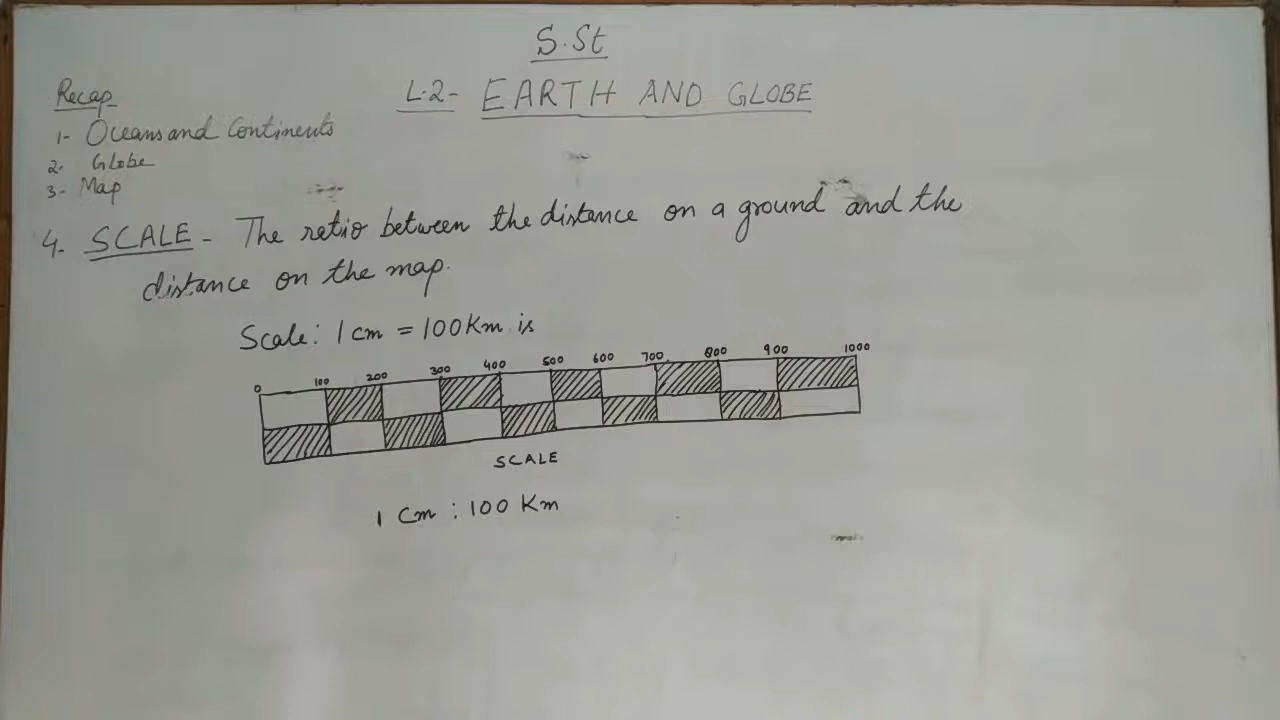 S.St
L.2- EARTH AND GLOBE
Recap
1- Oceans and Continents
2. Globe
3- Map
4. SCALE - The ratio between the distance on a ground and the
distance on the map.
Scale: 1 cm = 100 Km is
0 100 200 300 400 500 600 700 800 900 1000
SCALE
1 Cm : 100 Km